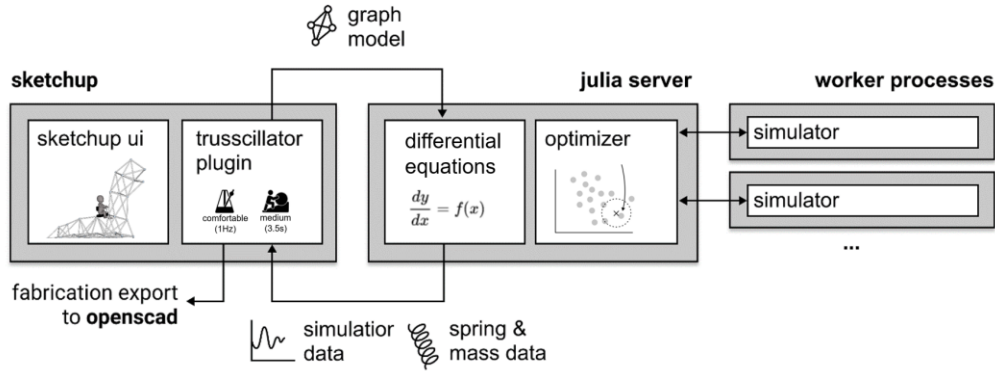 graph
model
sketchup
julia server
worker processes
sketchup ui
trusscillator
plugin
comfortable
(1Hz)
medium
(3.5s)
differential
equations
dy
dx
= f(x)
optimizer
simulator
simulator
...
fabrication export
to openscad
simulatior
data
spring &
mass data